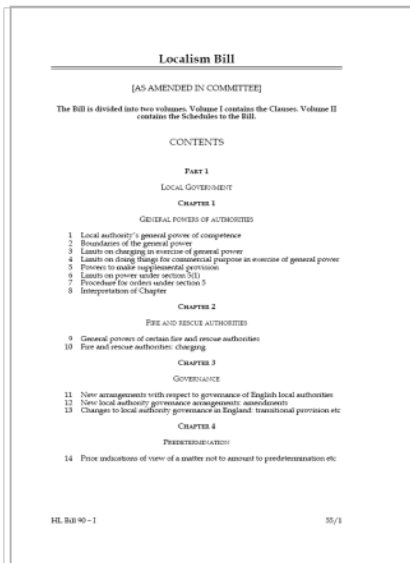 Localism Bill
[AS AMENDED IN COMMITTEE]
The Bill is divided into two volumes. Volume I contains the Clauses. Volume II
contains the Schedules to the Bill.
CONTENTS
PART 1
LOCAL GOVERNMENT
CHAPTER 1
GENERAL POWERS OF AUTHORITIES
1 Local authority's general power of competence
2 Boundaries of the general power
3 Limits on charging in exercise of general power
4 Limits on doing things for commercial purpose in exercise of general power
5 Powers to make supplemental provision
6 Limits on power under section 5(1)
7 Procedure for orders under section 5
8 Interpretation of Chapter
CHAPTER 2
FIRE AND RESCUE AUTHORITIES
9 General powers of certain fire and rescue authorities
10 Fire and rescue authorities: charging
CHAPTER 3
GOVERNANCE
11 New arrangements with respect to governance of English local authorities
12 New local authority governance arrangements: amendments
13 Changes to local authority governance in England: transitional provision etc
CHAPTER 4
PREDETERMINATION
14 Prior indications of view of a matter not to amount to predetermination etc
HL Bill 90 – I 55/1